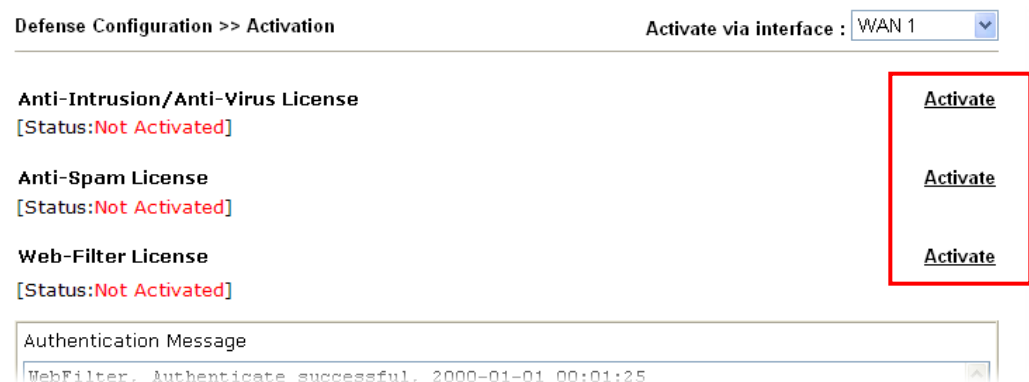 Defense Configuration >> Activation Activate via interface : WAN 1
Anti-Intrusion/Anti-Virus License Activate
[Status:Not Activated]
Anti-Spam License Activate
[Status:Not Activated]
Web-Filter License Activate
[Status:Not Activated]
Authentication Message
WebFilter, Authenticate successful, 2000-01-01 00:01:25